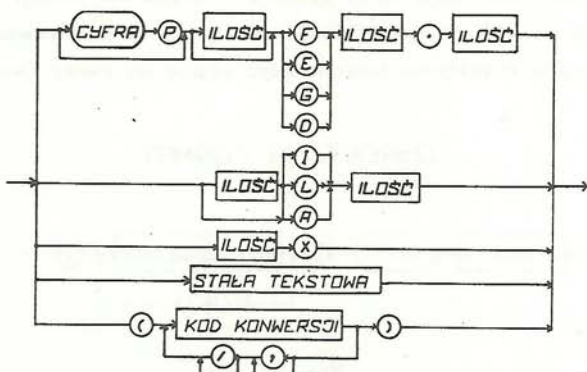 CYFRA P ILOŚĆ F ILOŚĆ . ILOŚĆ
E
G
D
I
ILOŚĆ L ILOŚĆ
A
ILOŚĆ X
STAŁA TEKSTOWA
( KOD KONWERSJI )
/ ,